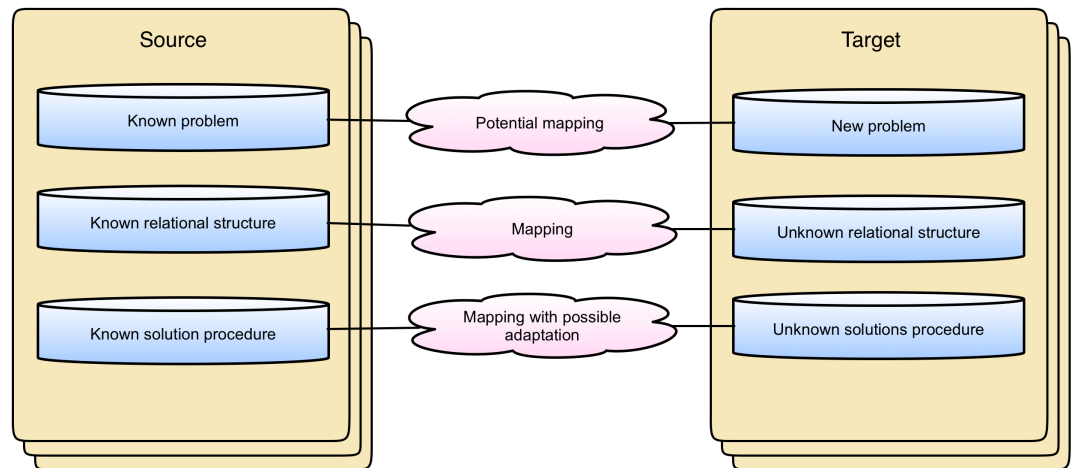 Source
Target
Known problem
Potential mapping
New problem
Known relational structure
Mapping
Unknown relational structure
Known solution procedure
Mapping with possible
adaptation
Unknown solutions procedure